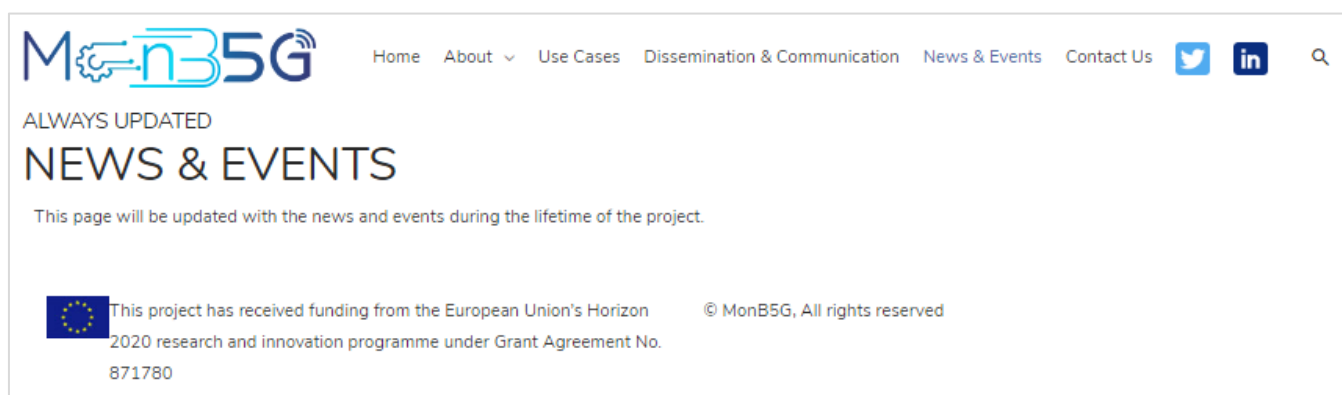 MonB5G
Home About Use Cases Dissemination & Communication News & Events Contact Us in
ALWAYS UPDATED
NEWS & EVENTS
This page will be updated with the news and events during the lifetime of the project.
This project has received funding from the European Union's Horizon
2020 research and innovation programme under Grant Agreement No.
871780
© MonB5G, All rights reserved